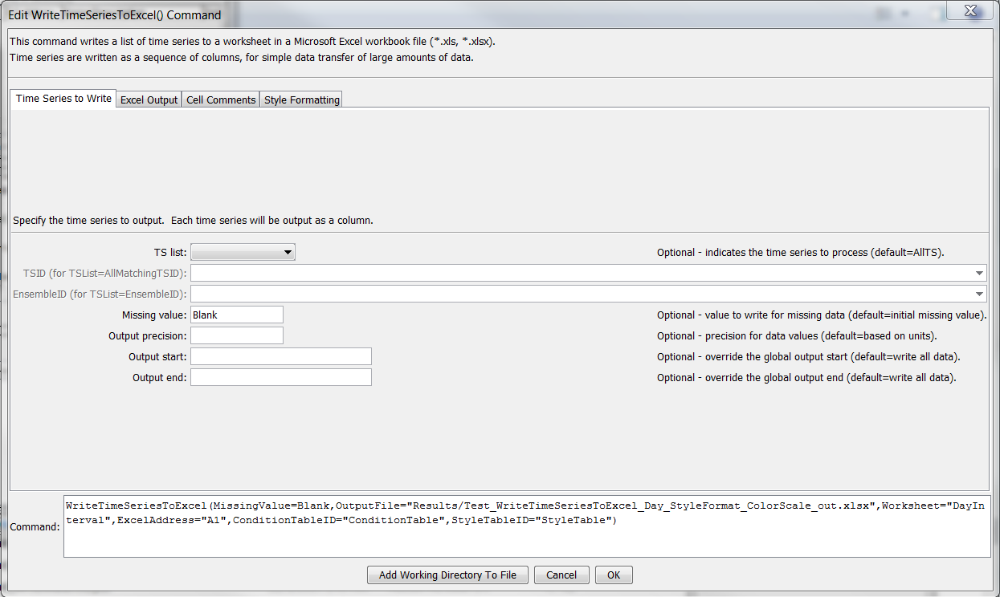 Edit WriteTimeSeriesToExcel() Command
This command writes a list of time series to a worksheet in a Microsoft Excel workbook file (*.xls, *.xlsx).
Time series are written as a sequence of columns, for simple data transfer of large amounts of data.
Time Series to Write Excel Output Cell Comments Style Formatting
Specify the time series to output.  Each time series will be output as a column.
TS list: Optional - indicates the time series to process (default=AllTS).
TSID (for TSList=AllMatchingTSID):
EnsembleID (for TSList=EnsembleID):
Missing value: Blank Optional - value to write for missing data (default=initial missing value).
Output precision: Optional - precision for data values (default=based on units).
Output start: Optional - override the global output start (default=write all data).
Output end: Optional - override the global output end (default=write all data).
WriteTimeSeriesToExcel(MissingValue=Blank,OutputFile="Results/Test_WriteTimeSeriesToExcel_Day_StyleFormat_ColorScale_out.xlsx",Worksheet="DayIn
Command: terval",ExcelAddress="A1",ConditionTableID="ConditionTable",StyleTableID="StyleTable")
Add Working Directory To File Cancel OK